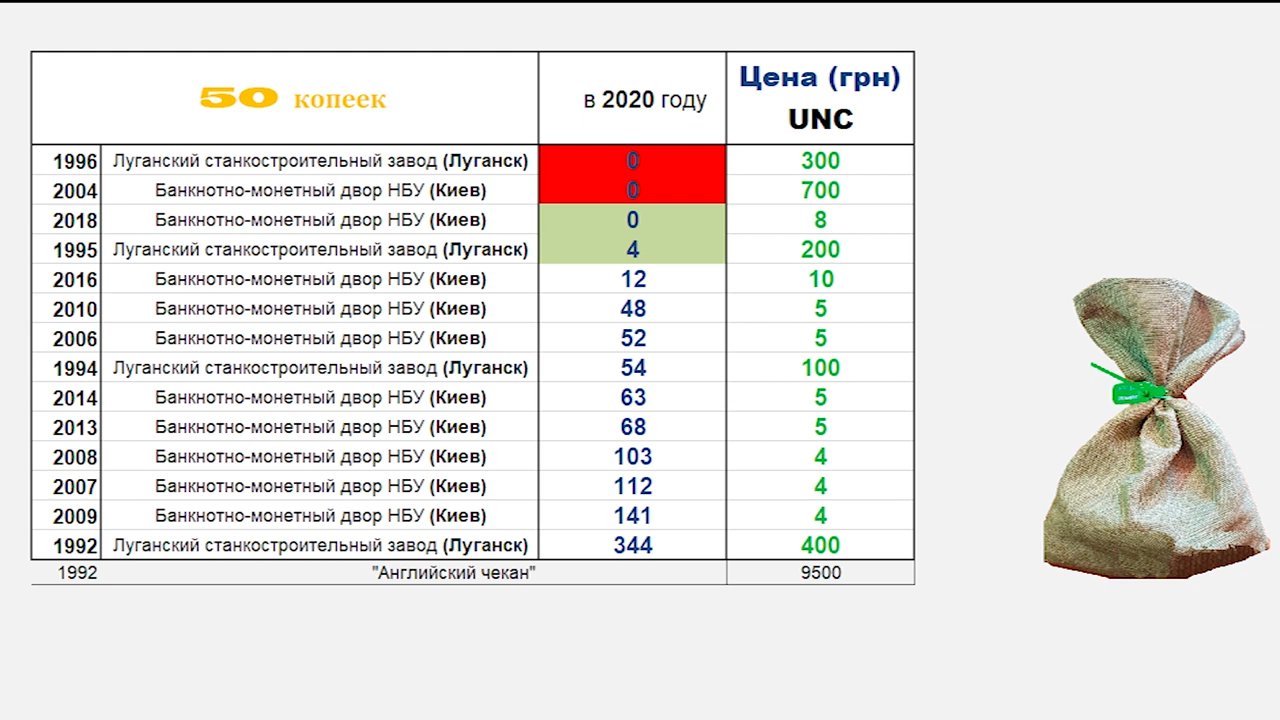 50 копеек в 2020 году Цена (грн)
UNC
1996 Луганский станкостроительный завод (Луганск) 0 300
2004 Банкнотно-монетный двор НБУ (Киев) 0 700
2018 Банкнотно-монетный двор НБУ (Киев) 0 8
1995 Луганский станкостроительный завод (Луганск) 4 200
2016 Банкнотно-монетный двор НБУ (Киев) 12 10
2010 Банкнотно-монетный двор НБУ (Киев) 48 5
2006 Банкнотно-монетный двор НБУ (Киев) 52 5
1994 Луганский станкостроительный завод (Луганск) 54 100
2014 Банкнотно-монетный двор НБУ (Киев) 63 5
2013 Банкнотно-монетный двор НБУ (Киев) 68 5
2008 Банкнотно-монетный двор НБУ (Киев) 103 4
2007 Банкнотно-монетный двор НБУ (Киев) 112 4
2009 Банкнотно-монетный двор НБУ (Киев) 141 4
1992 Луганский станкостроительный завод (Луганск) 344 400
1992 "Английский чекан" 9500